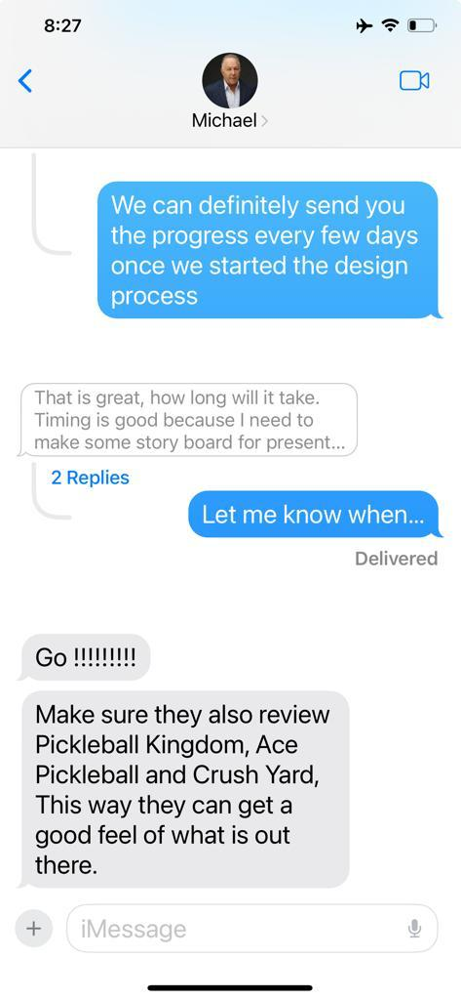 8:27
Michael
We can definitely send you
the progress every few days
once we started the design
process
That is great, how long will it take.
Timing is good because I need to
make some story board for present...
2 Replies
Let me know when...
Delivered
Go !!!!!!!!!
Make sure they also review
Pickleball Kingdom, Ace
Pickleball and Crush Yard,
This way they can get a
good feel of what is out
there.
iMessage